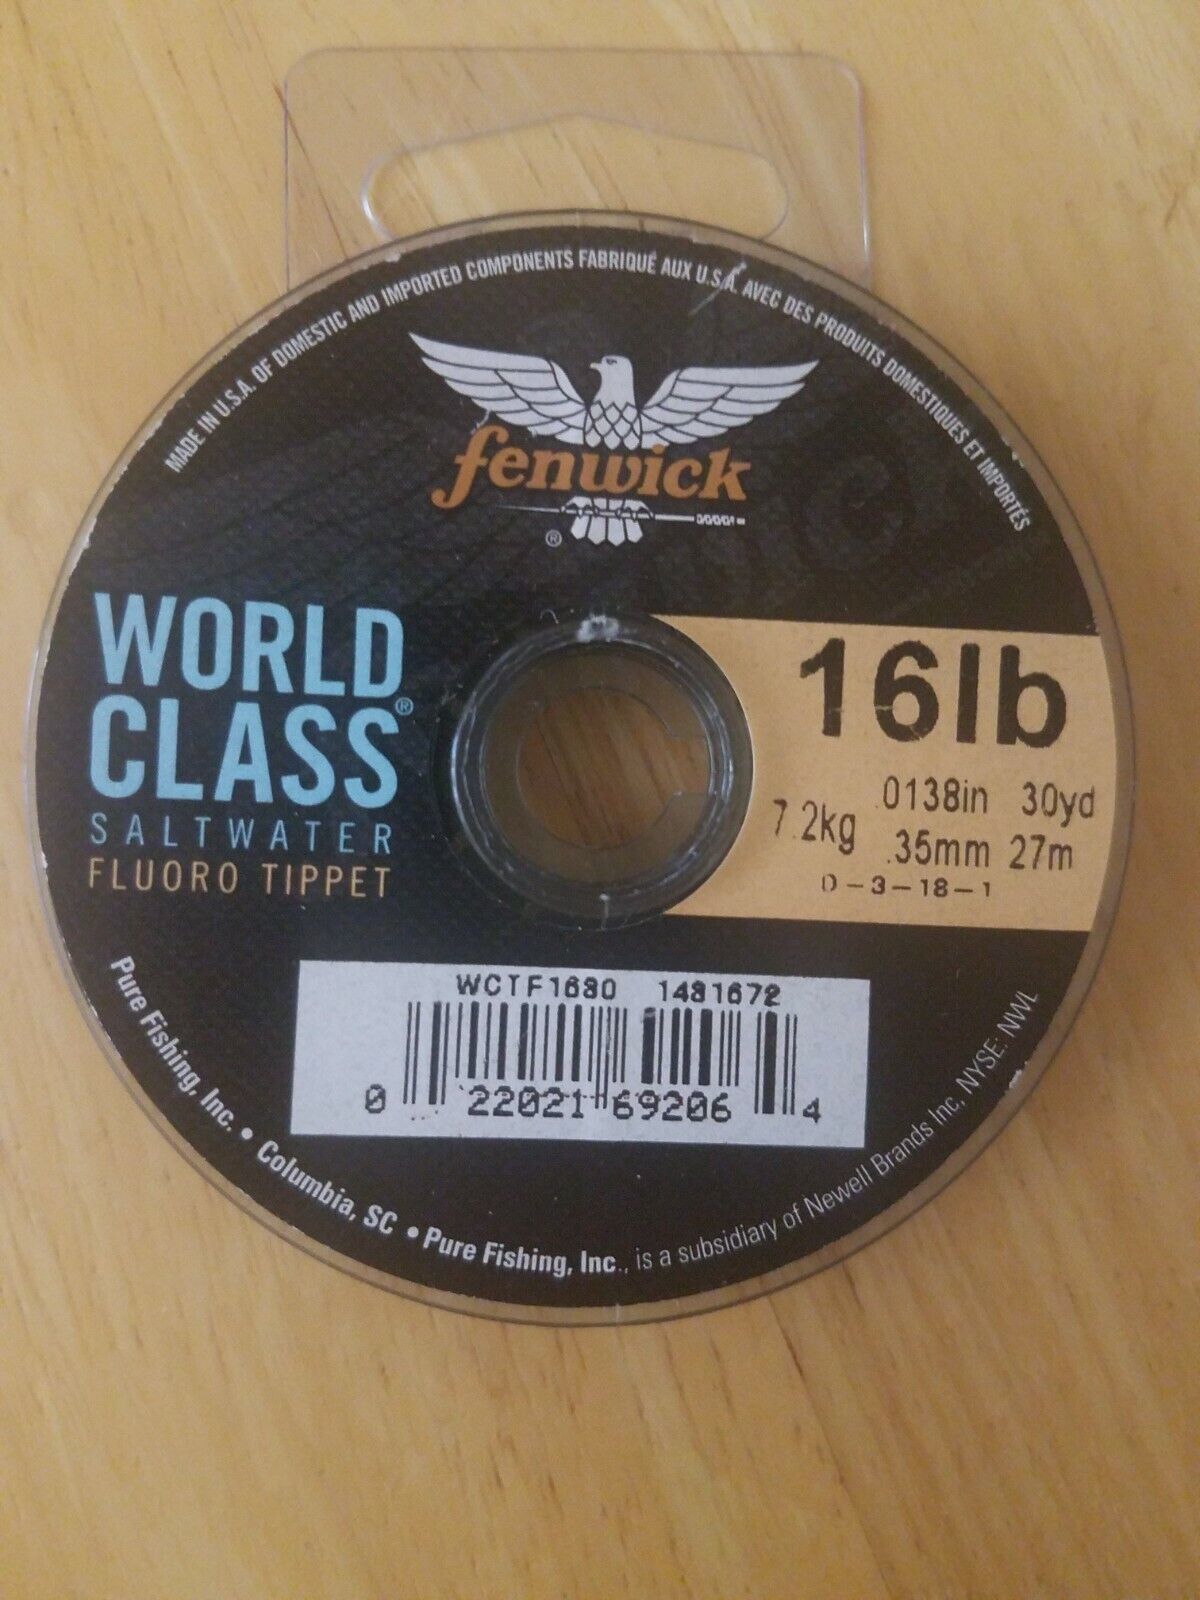 MADE IN U.S.A. OF DOMESTIC AND IMPORTED COMPONENTS FABRIQUÉ AUX U.S.A. AVEC DES PRODUITS DOMESTIQUES ET IMPORTÉS
fenwick
®
WORLD
CLASS®
SALTWATER
FLUORO TIPPET
16lb
.0138in 30yd
7.2kg .35mm 27m
D-3-18-1
WCTF1630 1481672
0 22021 69206 4
Pure Fishing, Inc. • Columbia, SC • Pure Fishing, Inc., is a subsidiary of Newell Brands Inc, NYSE: NWL